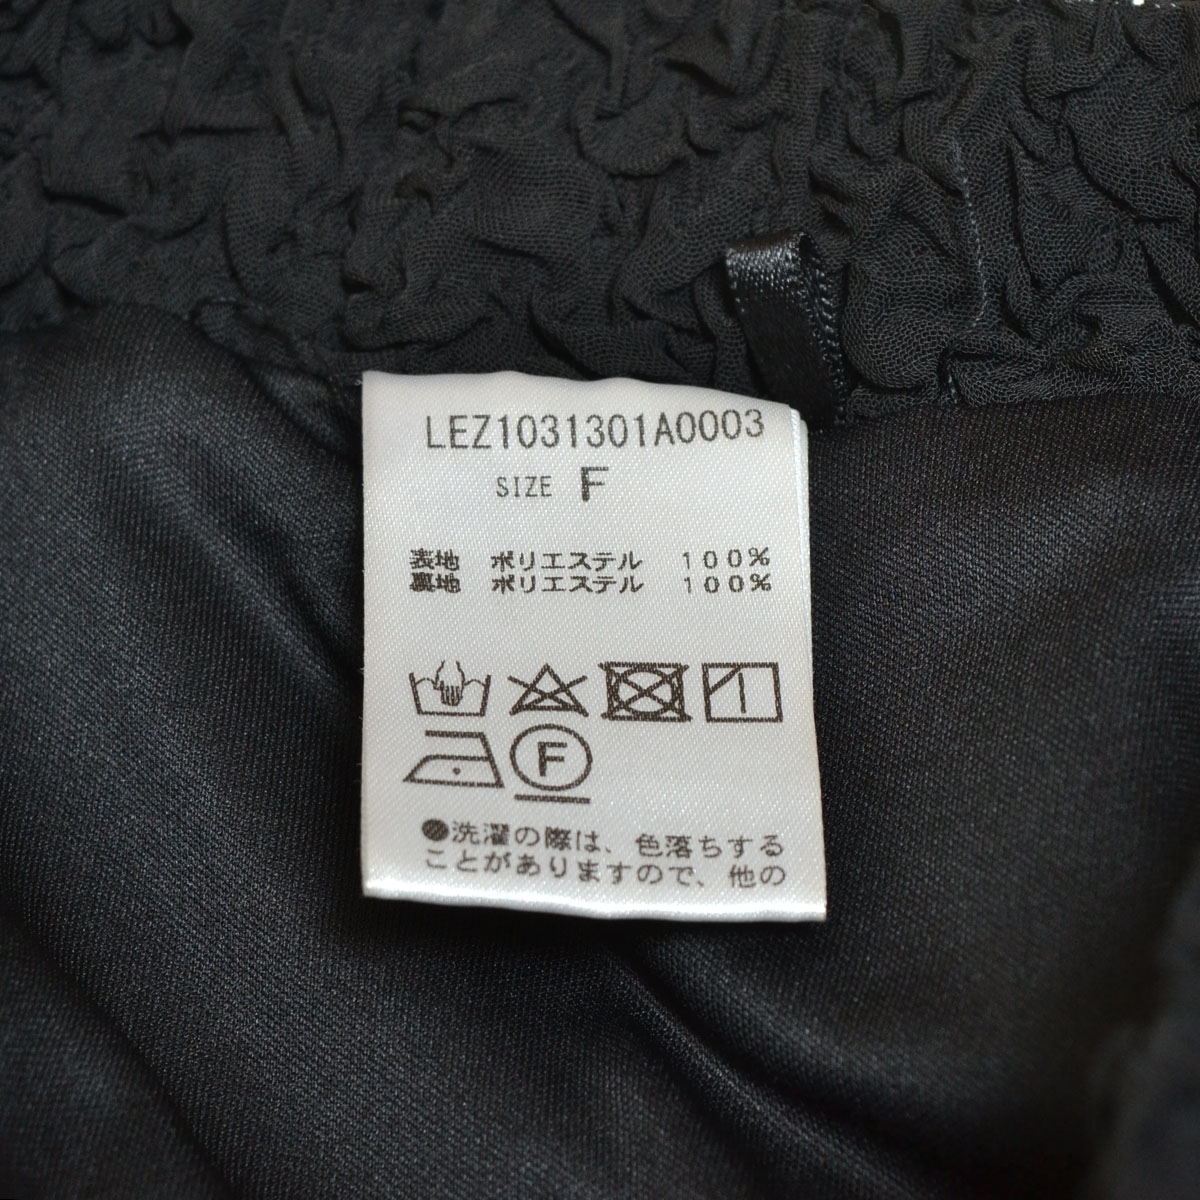 LEZ1031301A0003
SIZE F
表地 ポリエステル 100%
裏地 ポリエステル 100%
F
●洗濯の際は、色落ちする
ことがありますので、他の